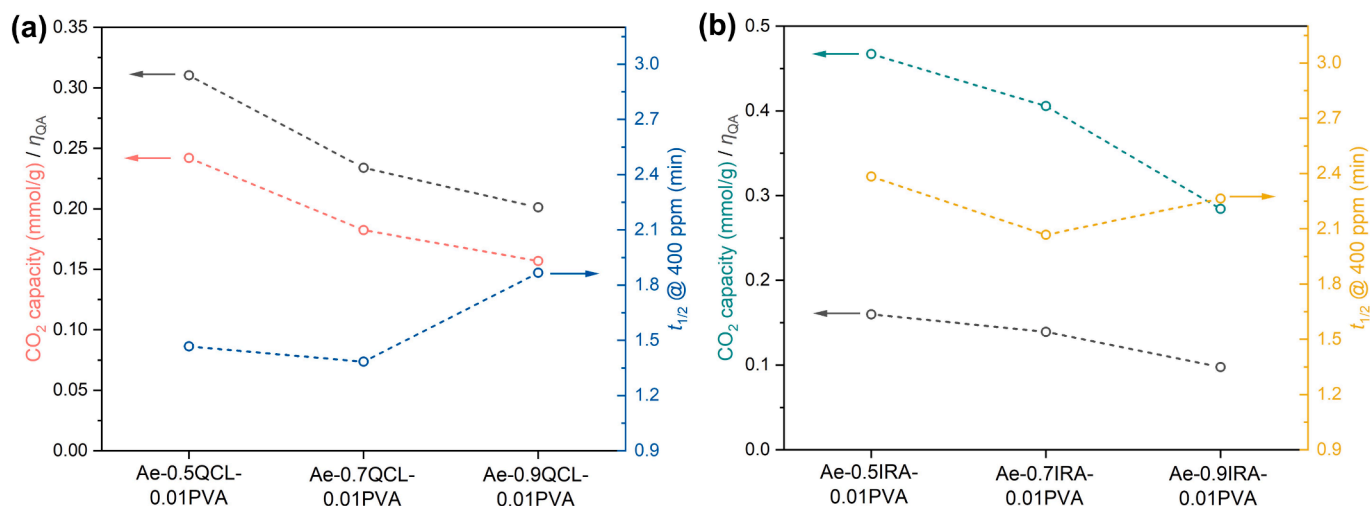 (a)
0.35
0.30
0.25
0.20
0.15
0.10
0.05
0.00
CO₂ capacity (mmol/g) / ηQA
3.0
2.7
2.4
2.1
1.8
1.5
1.2
0.9
t1/2 @ 400 ppm (min)
Ae-0.5QCL-
0.01PVA
Ae-0.7QCL-
0.01PVA
Ae-0.9QCL-
0.01PVA
(b)
0.5
0.4
0.3
0.2
0.1
0.0
CO₂ capacity (mmol/g) / ηQA
3.0
2.7
2.4
2.1
1.8
1.5
1.2
0.9
t1/2 @ 400 ppm (min)
Ae-0.5IRA-
0.01PVA
Ae-0.7IRA-
0.01PVA
Ae-0.9IRA-
0.01PVA